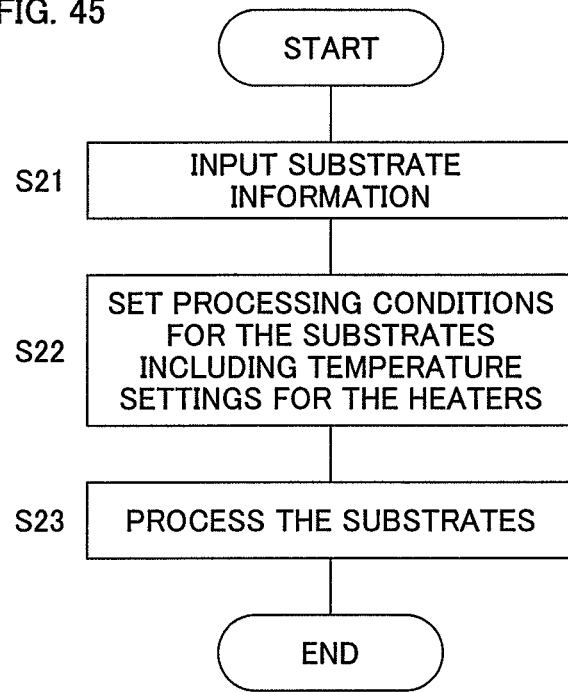 FIG. 45
START
S21
INPUT SUBSTRATE
INFORMATION
S22
SET PROCESSING CONDITIONS
FOR THE SUBSTRATES
INCLUDING TEMPERATURE
SETTINGS FOR THE HEATERS
S23
PROCESS THE SUBSTRATES
END